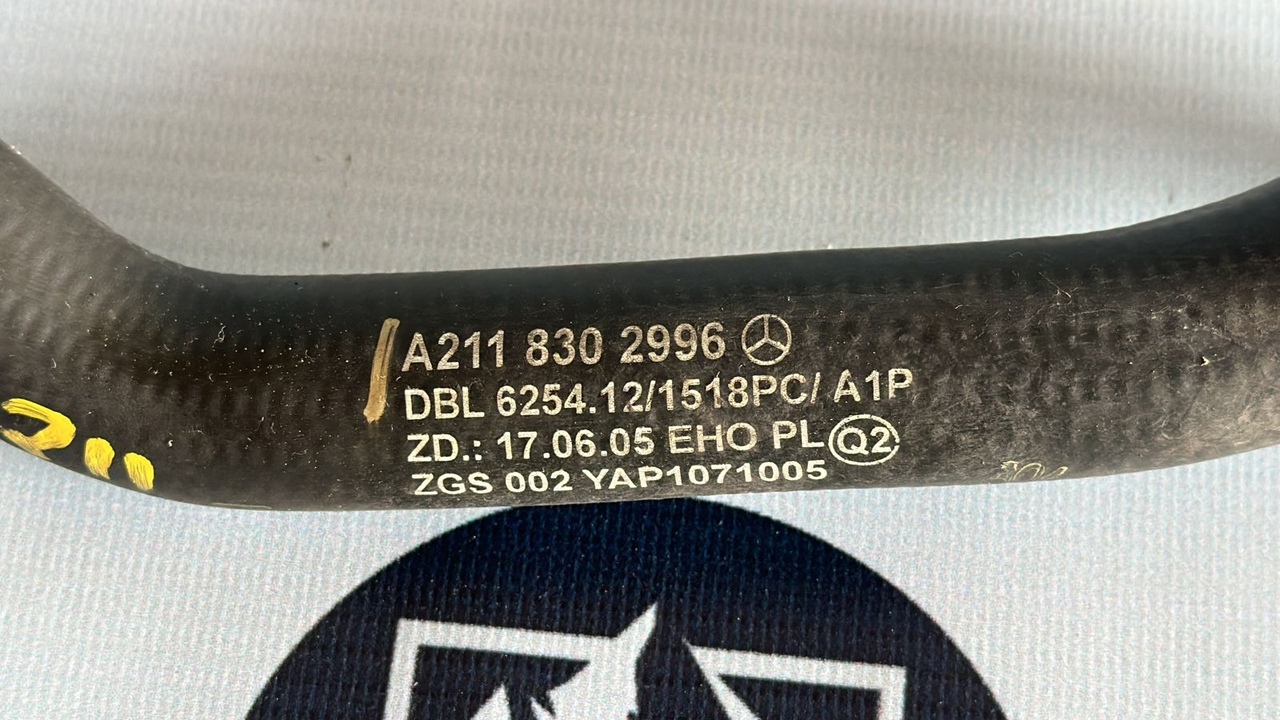 A211 830 2996
DBL 6254.12/1518PC/ A1P
ZD.: 17.06.05 EHO PL Q2
ZGS 002 YAP1071005